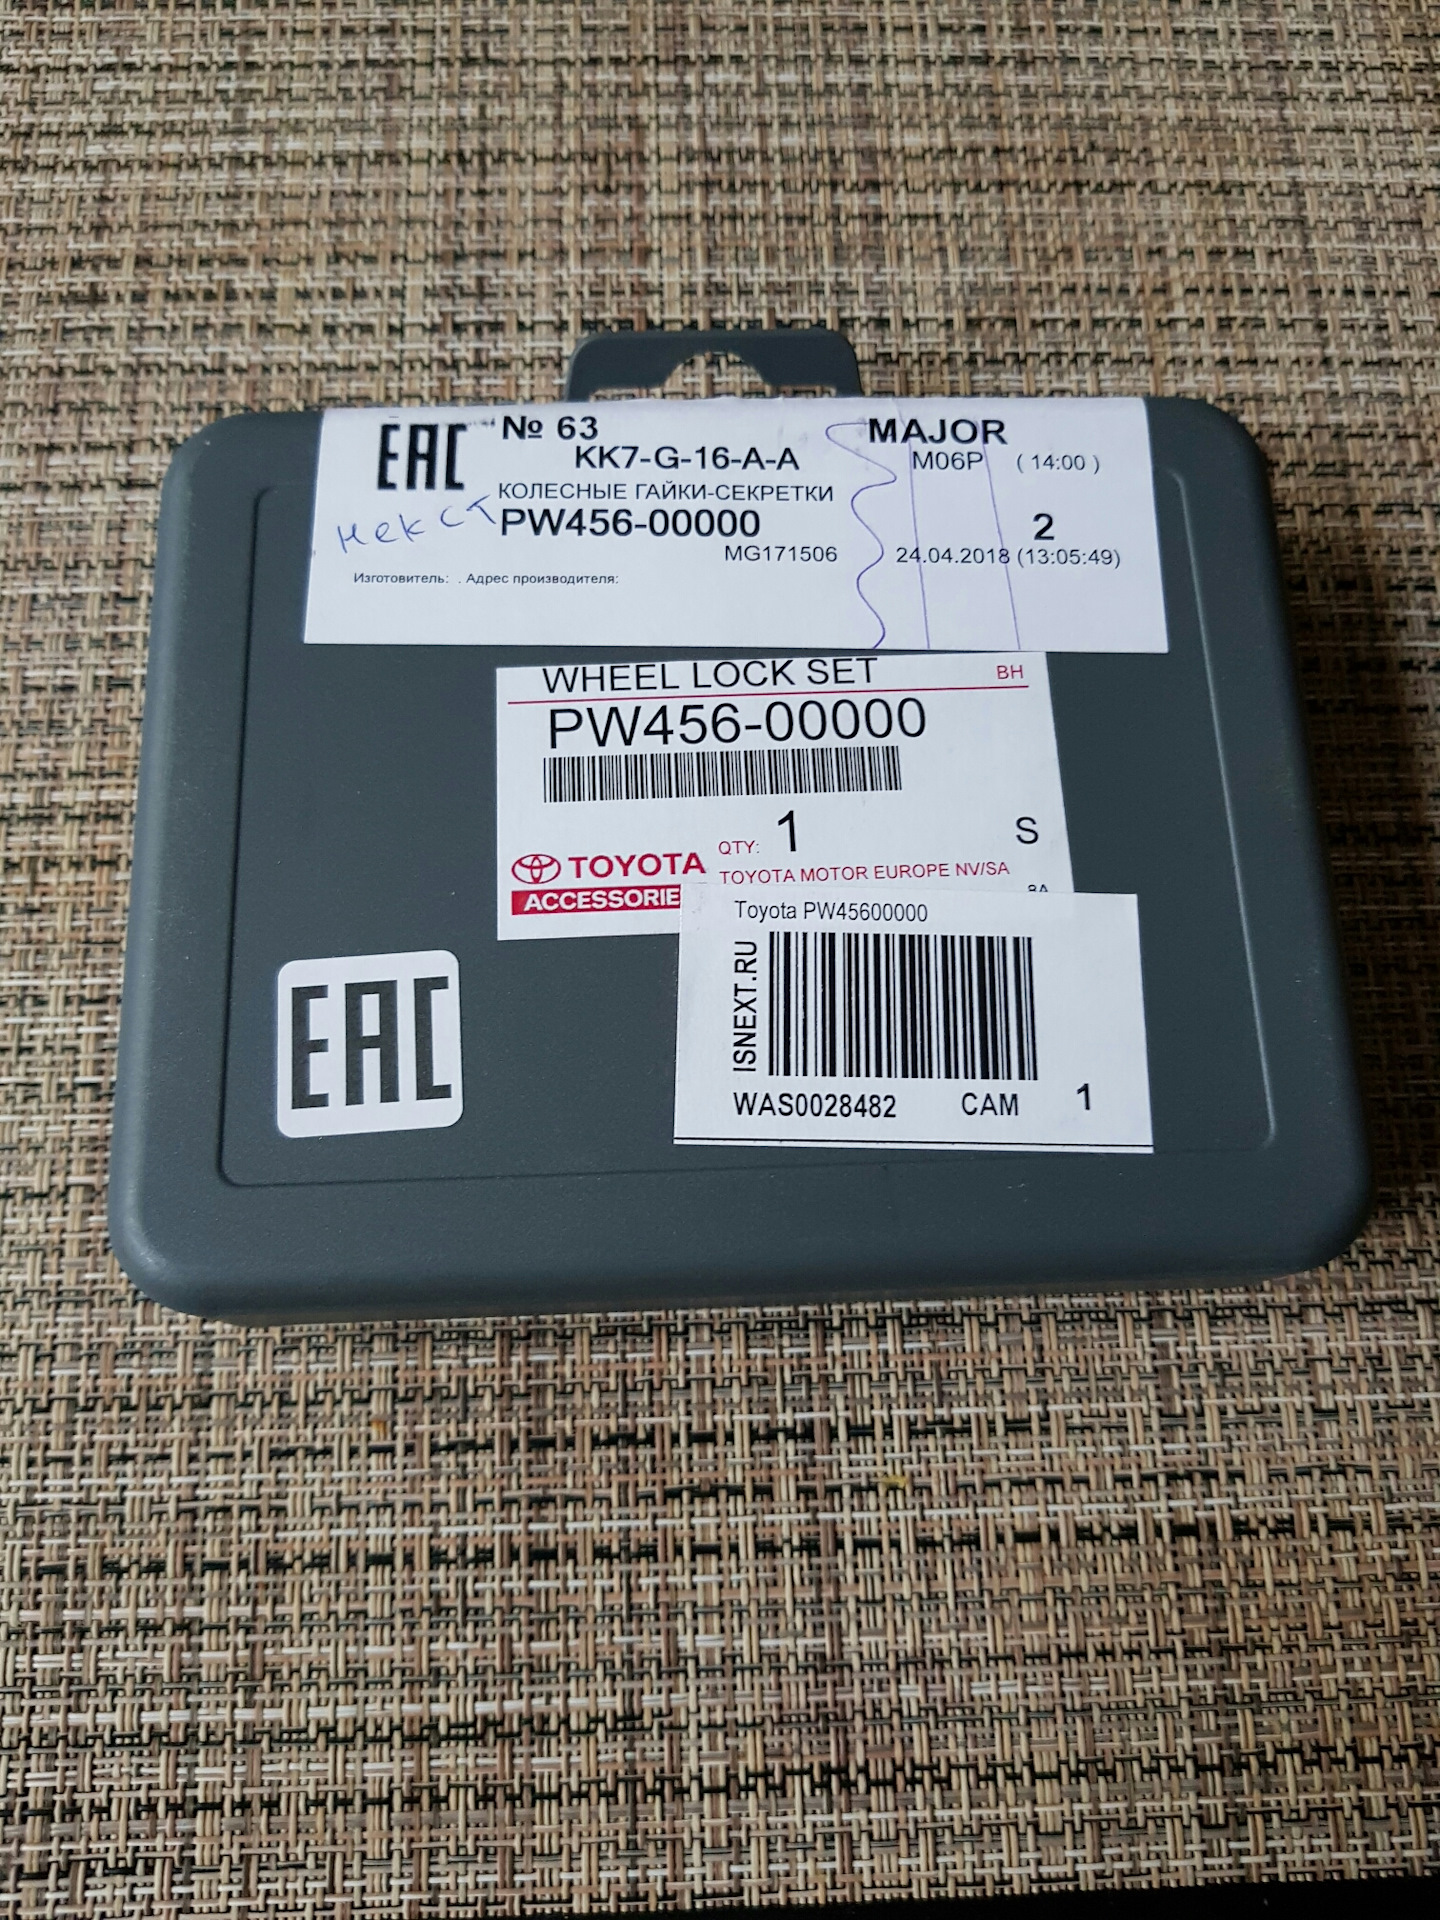 EAC
№ 63
MAJOR
KK7-G-16-A-A
M06P (14:00)
КОЛЕСНЫЕ ГАЙКИ-СЕКРЕТКИ
некст
PW456-00000
2
MG171506
24.04.2018 (13:05:49)
Изготовитель: . Адрес производителя:
WHEEL LOCK SET
BH
PW456-00000
QTY: 1
S
TOYOTA
TOYOTA MOTOR EUROPE NV/SA
ACCESSORIE
8A
Toyota PW45600000
ISNEXT.RU
WAS0028482 CAM 1
EAC